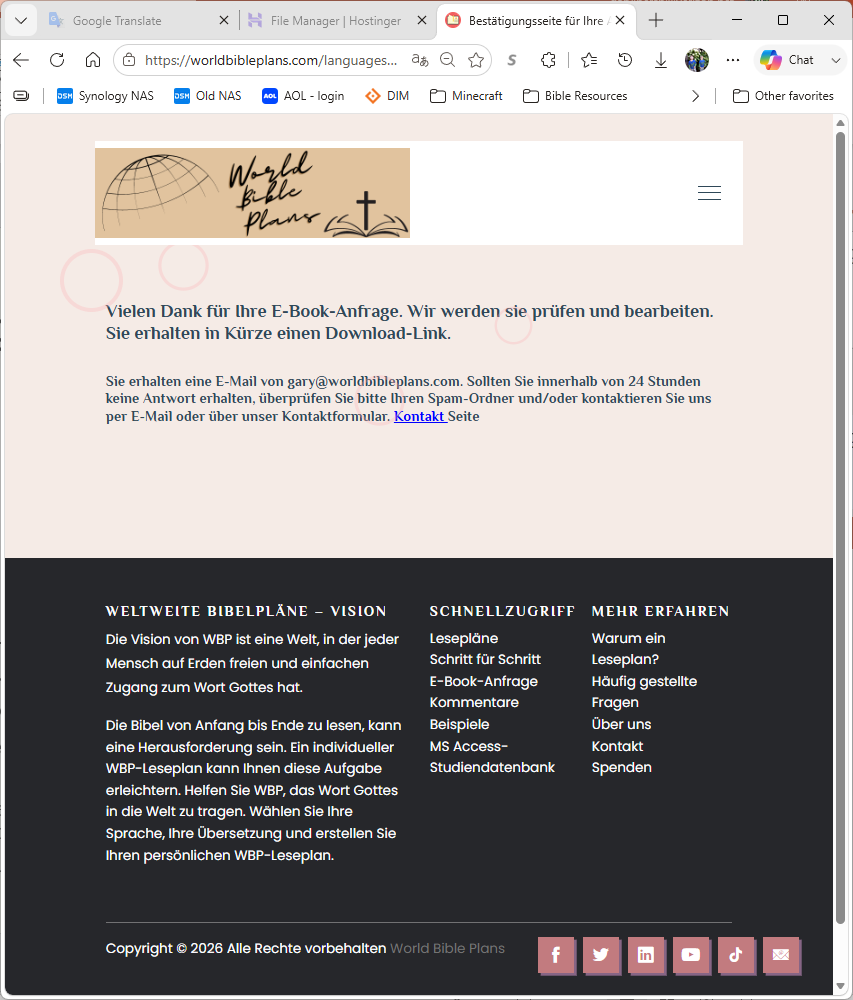 Google Translate
File Manager | Hostinger
Bestätigungsseite für Ihre
https://worldbibleplans.com/languages...
Chat
Synology NAS
Old NAS
AOL - login
DIM
Minecraft
Bible Resources
Other favorites
World
Bible
Plans
Vielen Dank für Ihre E-Book-Anfrage. Wir werden sie prüfen und bearbeiten.
Sie erhalten in Kürze einen Download-Link.
Sie erhalten eine E-Mail von gary@worldbibleplans.com. Sollten Sie innerhalb von 24 Stunden
keine Antwort erhalten, überprüfen Sie bitte Ihren Spam-Ordner und/oder kontaktieren Sie uns
per E-Mail oder über unser Kontaktformular. Kontakt Seite
WELTWEITE BIBELPLÄNE – VISION
Die Vision von WBP ist eine Welt, in der jeder
Mensch auf Erden freien und einfachen
Zugang zum Wort Gottes hat.
Die Bibel von Anfang bis Ende zu lesen, kann
eine Herausforderung sein. Ein individueller
WBP-Leseplan kann Ihnen diese Aufgabe
erleichtern. Helfen Sie WBP, das Wort Gottes
in die Welt zu tragen. Wählen Sie Ihre
Sprache, Ihre Übersetzung und erstellen Sie
Ihren persönlichen WBP-Leseplan.
SCHNELLZUGRIFF
Lesepläne
Schritt für Schritt
E-Book-Anfrage
Kommentare
Beispiele
MS Access-
Studiendatenbank
MEHR ERFAHREN
Warum ein
Leseplan?
Häufig gestellte
Fragen
Über uns
Kontakt
Spenden
Copyright © 2026 Alle Rechte vorbehalten World Bible Plans